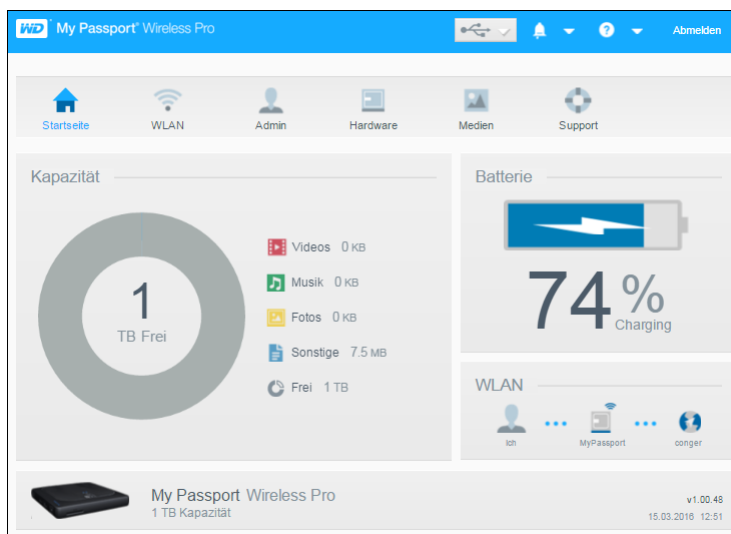 WD My Passport® Wireless Pro
Abmelden
Startseite WLAN Admin Hardware Medien Support
Kapazität
1
TB Frei
Videos 0 KB
Musik 0 KB
Fotos 0 KB
Sonstige 7.5 MB
Frei 1 TB
Batterie
74 %
Charging
WLAN
Ich MyPassport conger
My Passport Wireless Pro
1 TB Kapazität
v1.00.48
15.03.2016 12:51